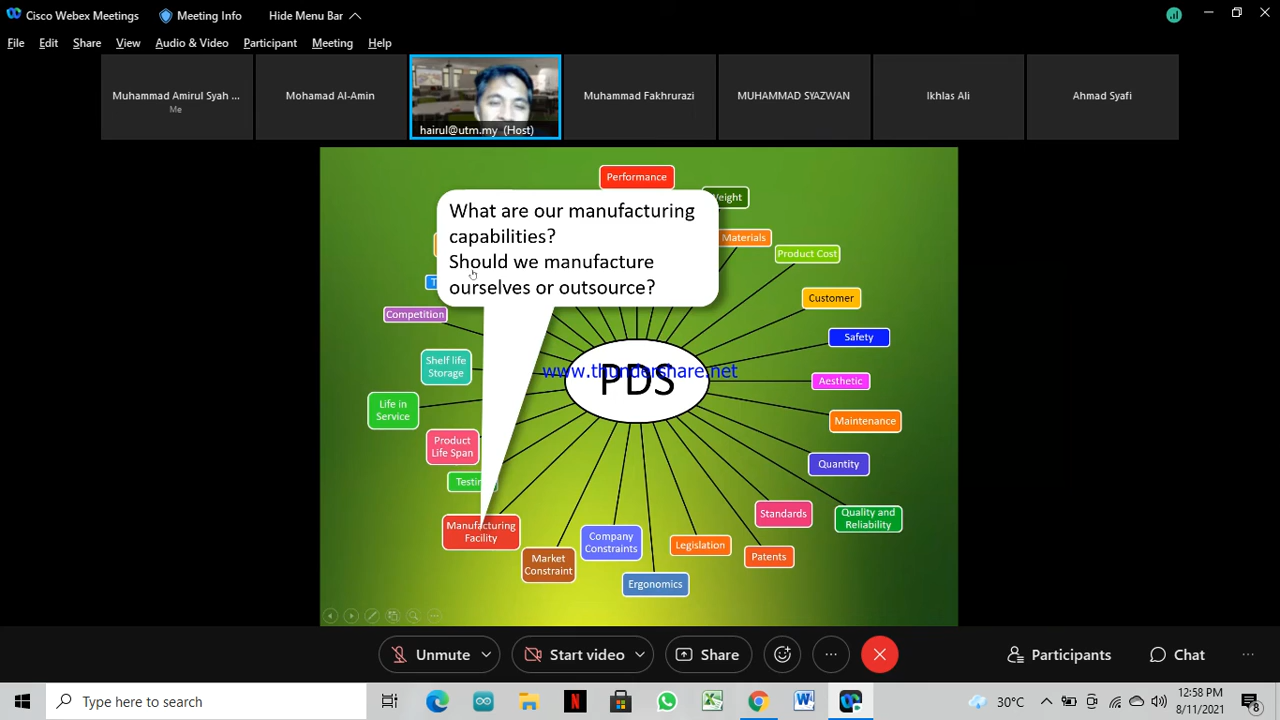 Cisco Webex Meetings
Meeting Info
Hide Menu Bar
File
Edit
Share
View
Audio & Video
Participant
Meeting
Help
Muhammad Amirul Syah ...
Me
Mohamad Al-Amin
hairul@utm.my (Host)
Muhammad Fakhrurazi
MUHAMMAD SYAZWAN
Ikhlas Ali
Ahmad Syafi
Performance
Materials
Product Cost
What are our manufacturing
capabilities?
Should we manufacture
ourselves or outsource?
Customer
Competition
Safety
Shelf life
Storage
www.thundershare.net
PDS
Aesthetic
Life in
Service
Maintenance
Product
Life Span
Quantity
Manufacturing
Facility
Standards
Quality and
Reliability
Company
Constraints
Legislation
Market
Constraint
Patents
Ergonomics
Unmute
Start video
Share
Participants
Chat
Type here to search
30°C
12:58 PM
8/11/2021
8